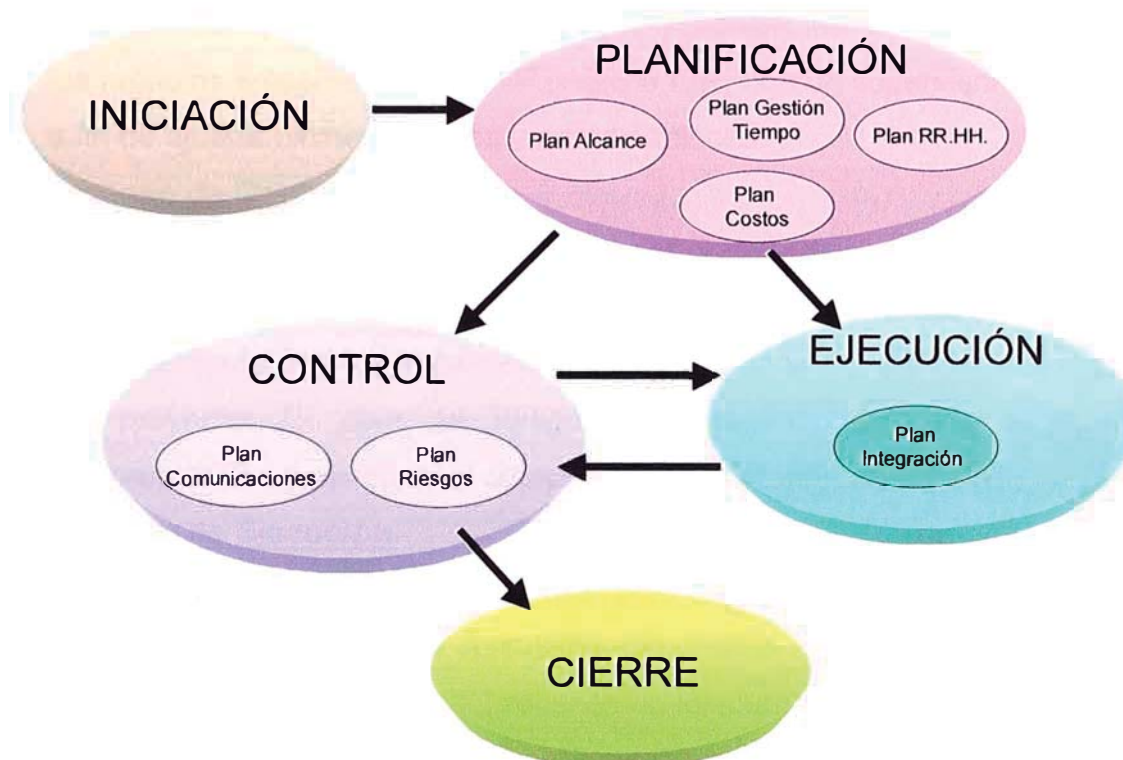 INICIACIÓN
PLANIFICACIÓN
Plan Alcance
Plan Gestión
Tiempo
Plan RR.HH.
Plan
Costos
CONTROL
Plan
Comunicaciones
Plan
Riesgos
EJECUCIÓN
Plan
Integración
CIERRE